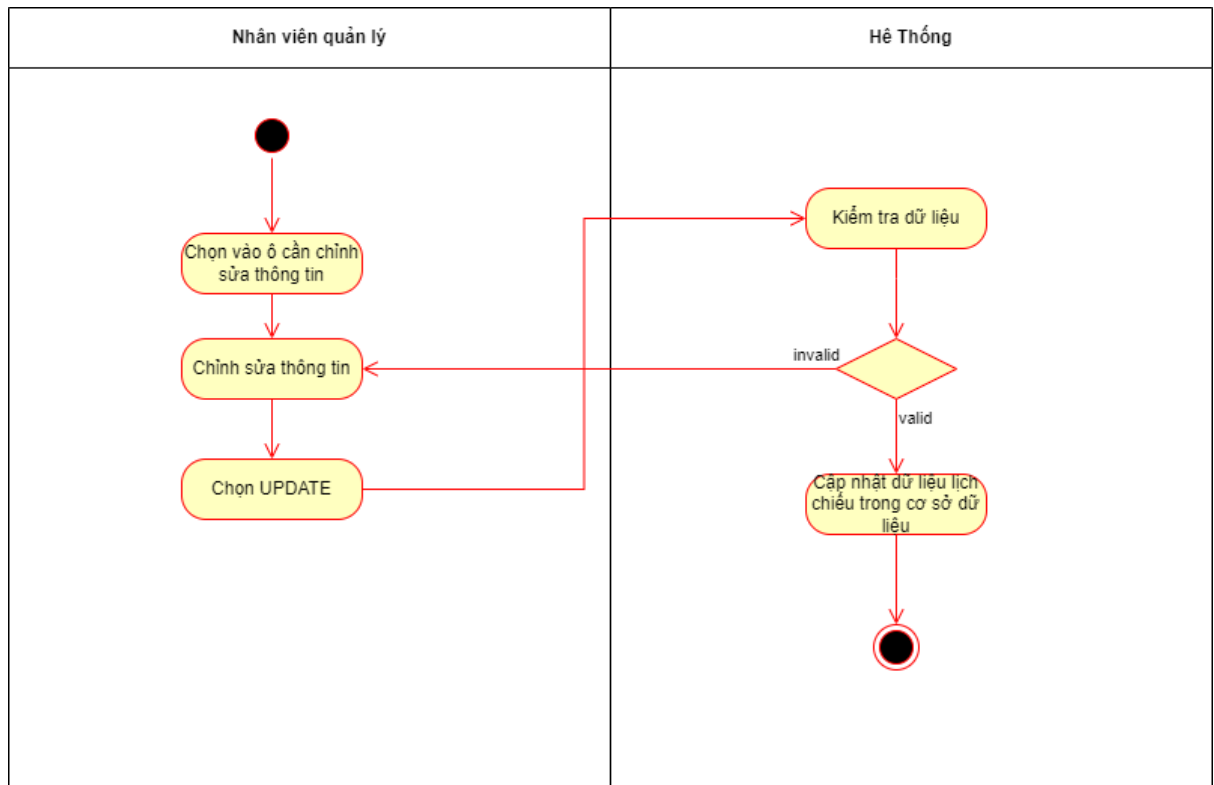 Nhân viên quản lý
Hê Thống
Chọn vào ô cần chỉnh
sửa thông tin
Chỉnh sửa thông tin
Chọn UPDATE
Kiểm tra dữ liệu
invalid
valid
Cập nhật dữ liệu lịch
chiếu trong cơ sở dữ
liệu